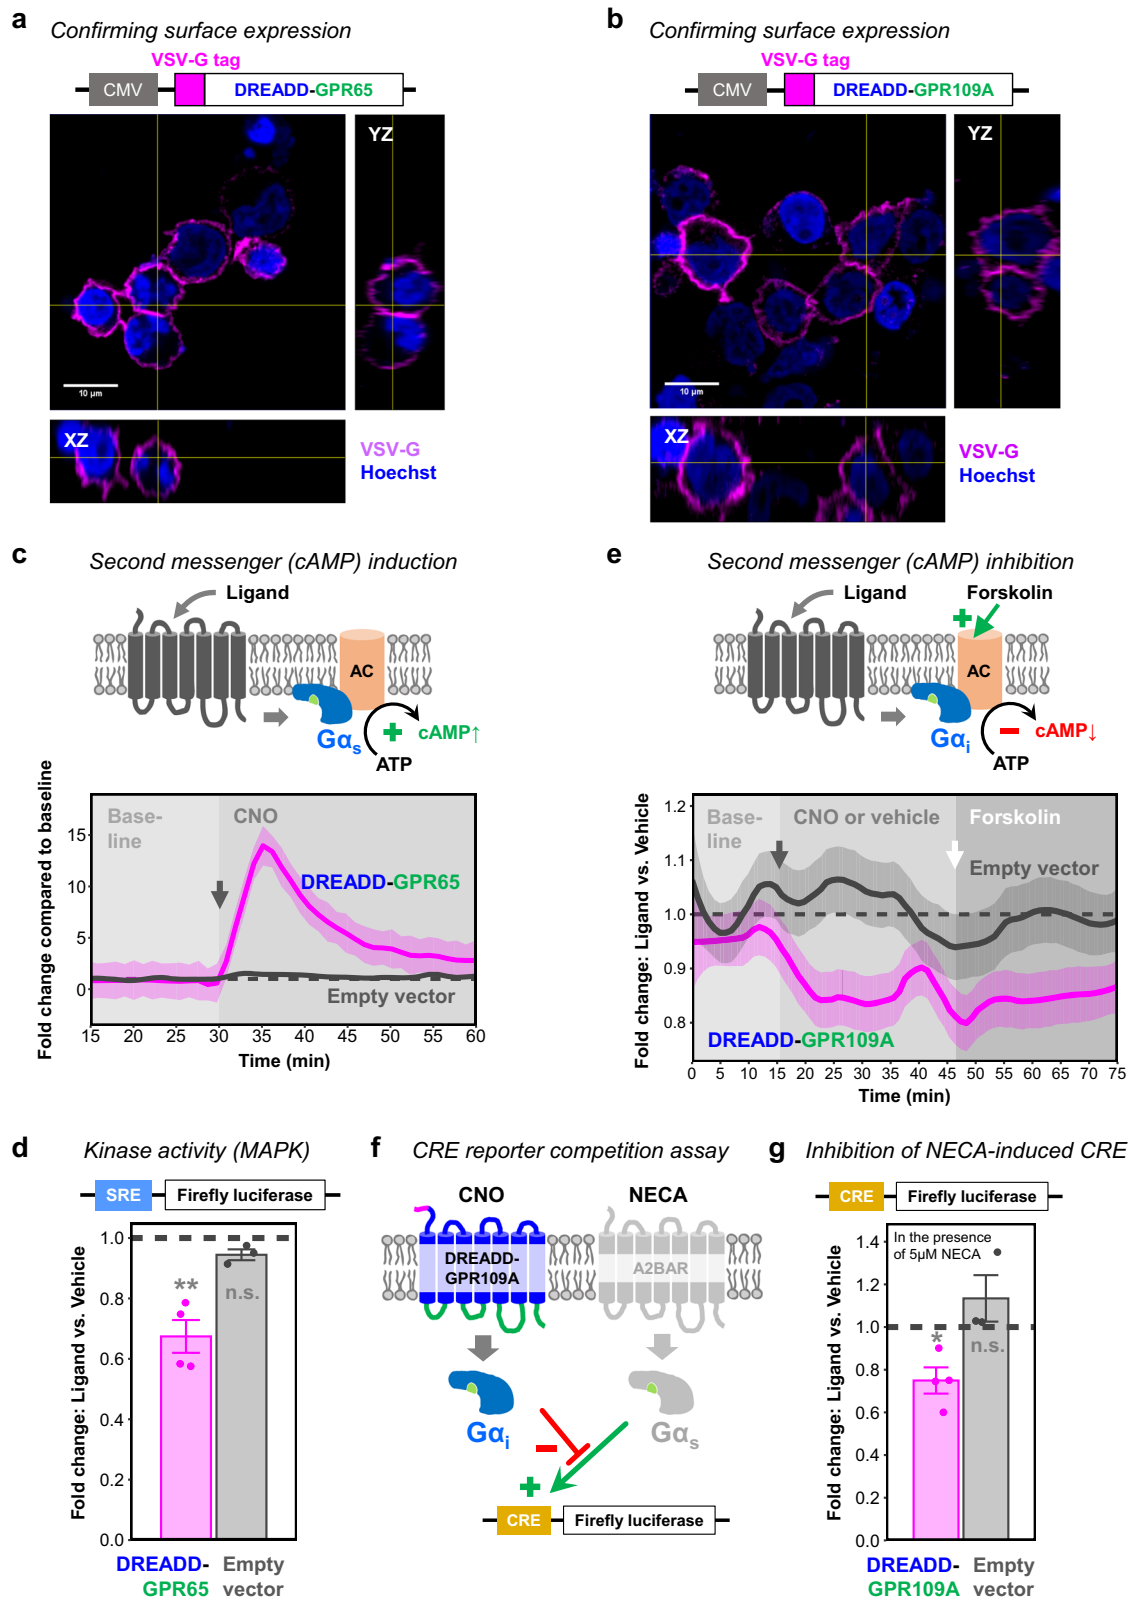 a
Confirming surface expression
VSV-G tag
CMV
DREADD-GPR65
YZ
10 µm
XZ
VSV-G
Hoechst
b
Confirming surface expression
VSV-G tag
CMV
DREADD-GPR109A
YZ
10 µm
XZ
VSV-G
Hoechst
c
Second messenger (cAMP) induction
Ligand
AC
Gαs
cAMP↑
ATP
Fold change compared to baseline
Base-
line
CNO
DREADD-GPR65
Empty vector
15
10
5
0
15 20 25 30 35 40 45 50 55 60
Time (min)
e
Second messenger (cAMP) inhibition
Ligand
Forskolin
AC
Gαi
cAMP↓
ATP
Fold change: Ligand vs. Vehicle
Base-
line
CNO or vehicle
Forskolin
Empty vector
DREADD-GPR109A
1.2
1.1
1.0
0.9
0.8
0 5 10 15 20 25 30 35 40 45 50 55 60 65 70 75
Time (min)
d
Kinase activity (MAPK)
SRE
Firefly luciferase
Fold change: Ligand vs. Vehicle
1.0
0.8
0.6
0.4
0.2
0.0
**
n.s.
DREADD-
GPR65
Empty
vector
f
CRE reporter competition assay
CNO
NECA
DREADD-
GPR109A
A2BAR
Gαi
Gαs
CRE
Firefly luciferase
g
Inhibition of NECA-induced CRE
CRE
Firefly luciferase
Fold change: Ligand vs. Vehicle
In the presence
of 5µM NECA
1.4
1.2
1.0
0.8
0.6
0.4
0.2
0.0
*
n.s.
DREADD-
GPR109A
Empty
vector